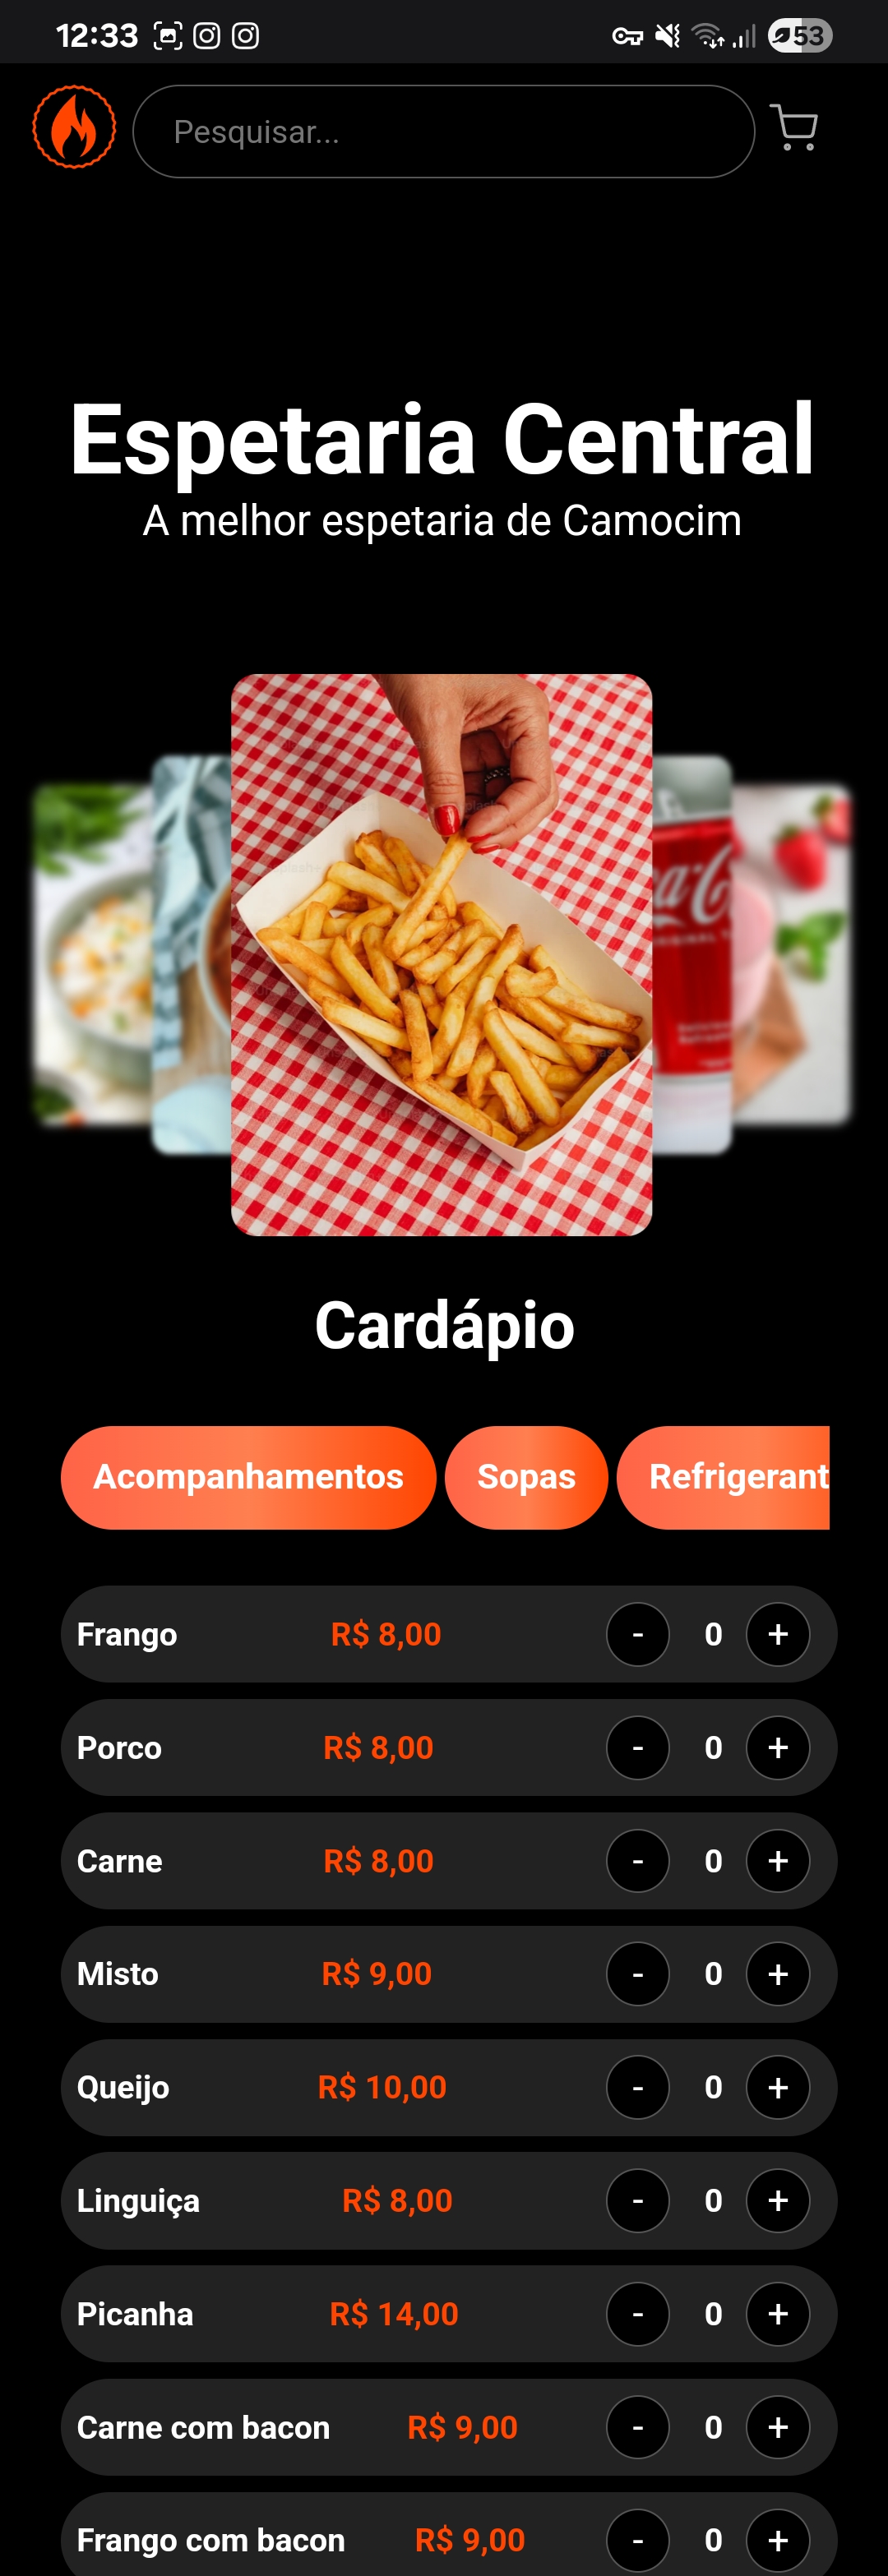 12:33
53
Pesquisar...
Espetaria Central
A melhor espetaria de Camocim
Cardápio
Acompanhamentos Sopas Refrigerant
Frango R$ 8,00 - 0 +
Porco R$ 8,00 - 0 +
Carne R$ 8,00 - 0 +
Misto R$ 9,00 - 0 +
Queijo R$ 10,00 - 0 +
Linguiça R$ 8,00 - 0 +
Picanha R$ 14,00 - 0 +
Carne com bacon R$ 9,00 - 0 +
Frango com bacon R$ 9,00 - 0 +